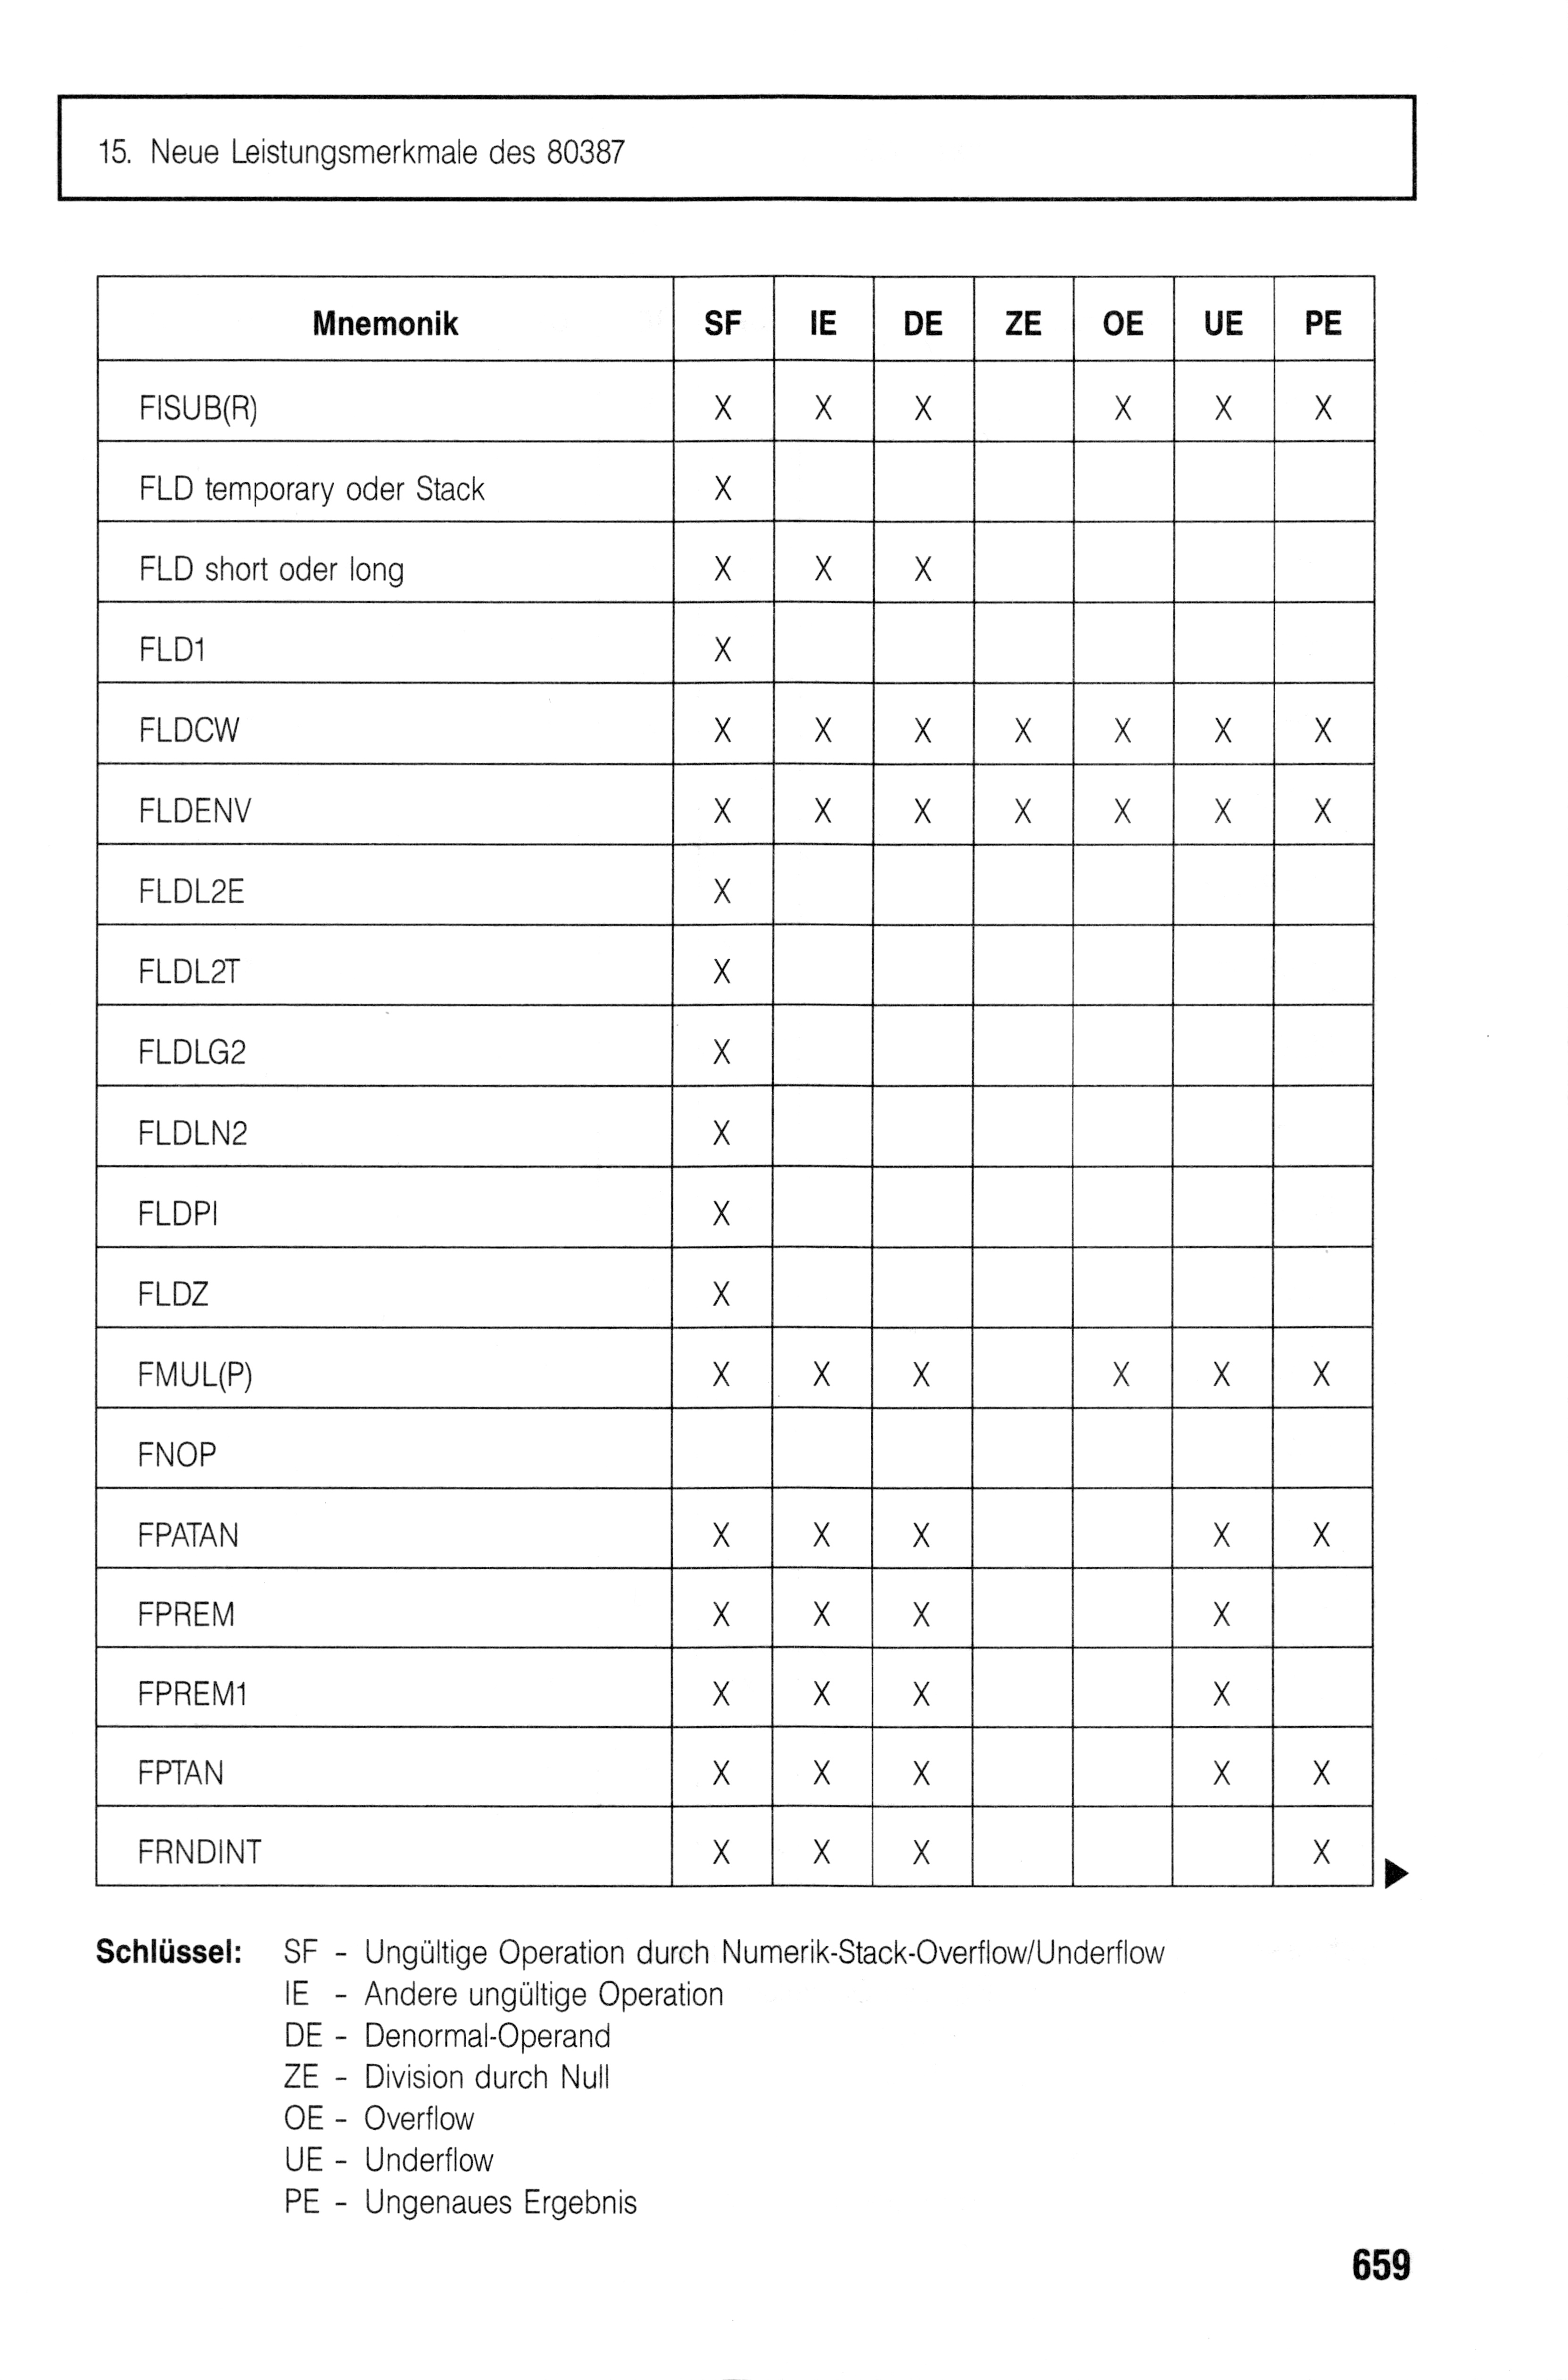 15. Neue Leistungsmerkmale des 80387
Mnemonik SF IE DE ZE OE UE PE
FISUB(R) X X X X X X
FLD temporary oder Stack X
FLD short oder long X X X
FLD1 X
FLDCW X X X X X X X
FLDENV X X X X X X X
FLDL2E X
FLDL2T X
FLDLG2 X
FLDLN2 X
FLDPI X
FLDZ X
FMUL(P) X X X X X X
FNOP
FPATAN X X X X X
FPREM X X X X
FPREM1 X X X X
FPTAN X X X X X
FRNDINT X X X X
Schlüssel: SF - Ungültige Operation durch Numerik-Stack-Overflow/Underflow
IE - Andere ungültige Operation
DE - Denormal-Operand
ZE - Division durch Null
OE - Overflow
UE - Underflow
PE - Ungenaues Ergebnis
659